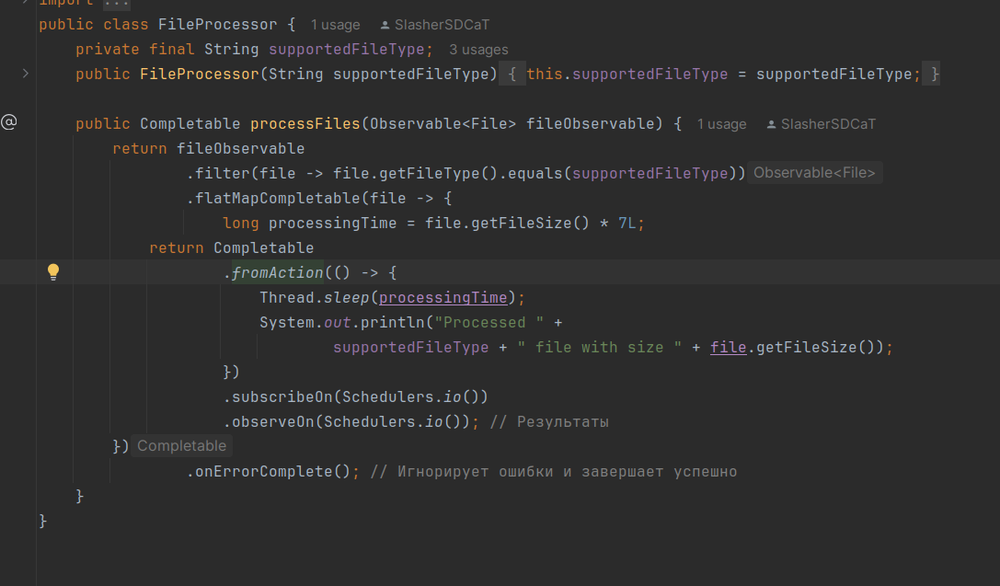 import ...
public class FileProcessor { 1 usage SlasherSDCaT
private final String supportedFileType; 3 usages
public FileProcessor(String supportedFileType) { this.supportedFileType = supportedFileType; }
@
public Completable processFiles(Observable<File> fileObservable) { 1 usage SlasherSDCaT
return fileObservable
.filter(file -> file.getFileType().equals(supportedFileType)) Observable<File>
.flatMapCompletable(file -> {
long processingTime = file.getFileSize() * 7L;
return Completable
.fromAction(() -> {
Thread.sleep(processingTime);
System.out.println("Processed " +
supportedFileType + " file with size " + file.getFileSize());
})
.subscribeOn(Schedulers.io())
.observeOn(Schedulers.io()); // Результаты
}) Completable
.onErrorComplete(); // Игнорирует ошибки и завершает успешно
}
}